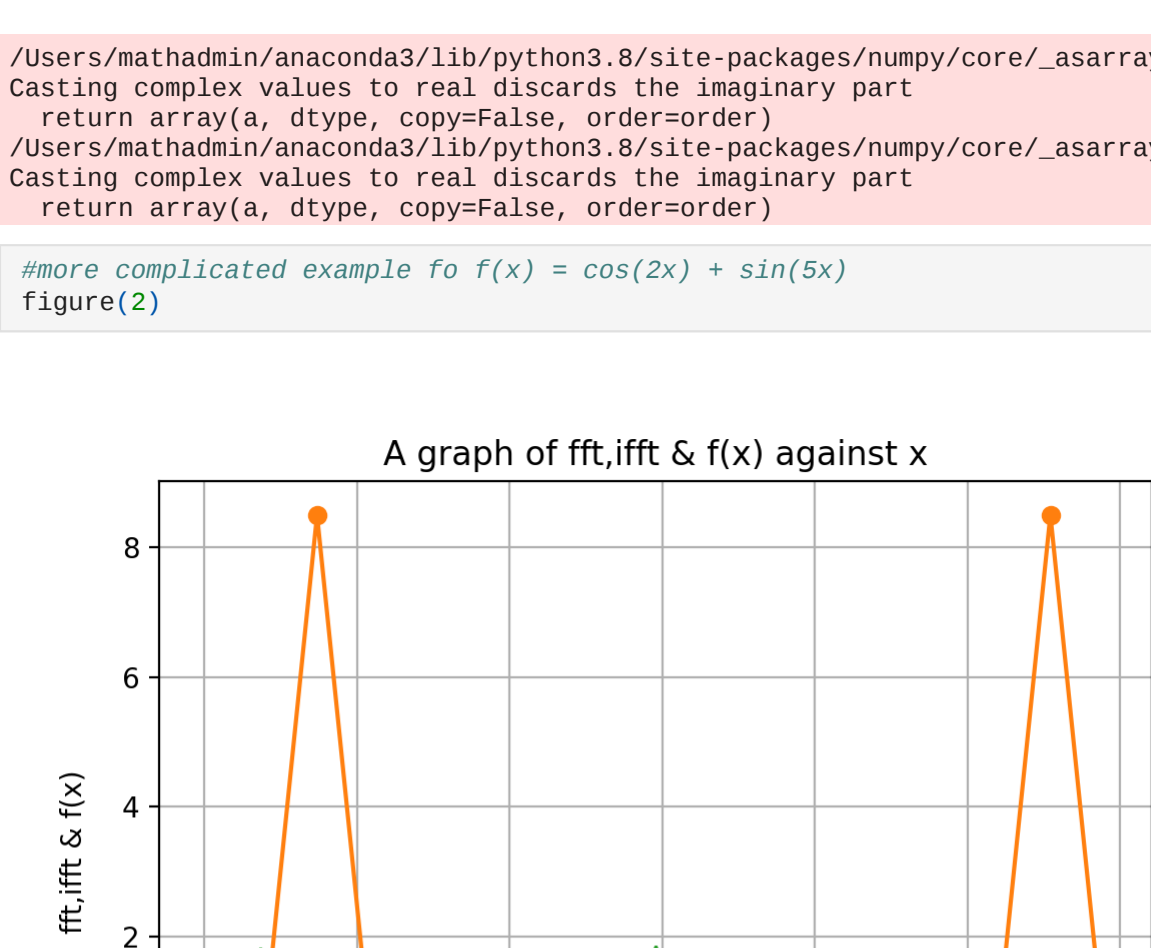 /Users/mathadmin/anaconda3/lib/python3.8/site-packages/numpy/core/_asarray
Casting complex values to real discards the imaginary part
return array(a, dtype, copy=False, order=order)
/Users/mathadmin/anaconda3/lib/python3.8/site-packages/numpy/core/_asarray
Casting complex values to real discards the imaginary part
return array(a, dtype, copy=False, order=order)
#more complicated example fo f(x) = cos(2x) + sin(5x)
figure(2)
A graph of fft,ifft & f(x) against x
8
6
4
2
fft,ifft & f(x)